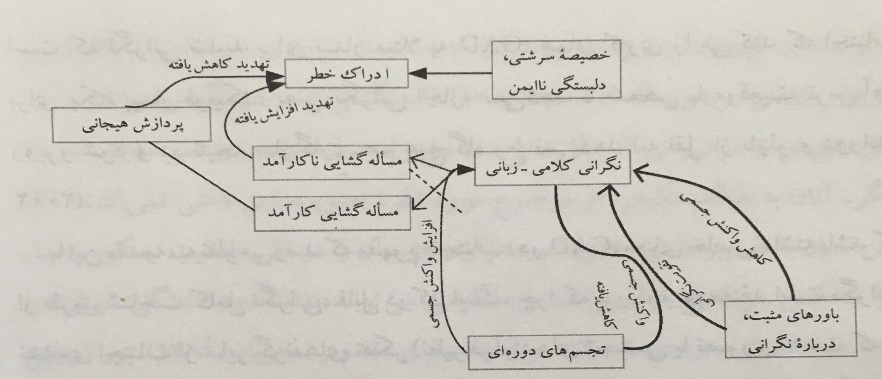 خصیصهٔ سرشتی،
دلبستگی ناایمن
ادراك خطر
تهدید کاهش یافته
تهدید افزایش یافته
پردازش هیجانی
مسأله گشایی ناکارآمد
مسأله گشایی کارآمد
نگرانی کلامی - زبانی
افزایش واکنش جسمی
واکنش جسمی
کاهش یافته
کاهش واکنش جسمی
باورهای مثبت،
دربارهٔ نگرانی
تجسم‌های دوره‌ای